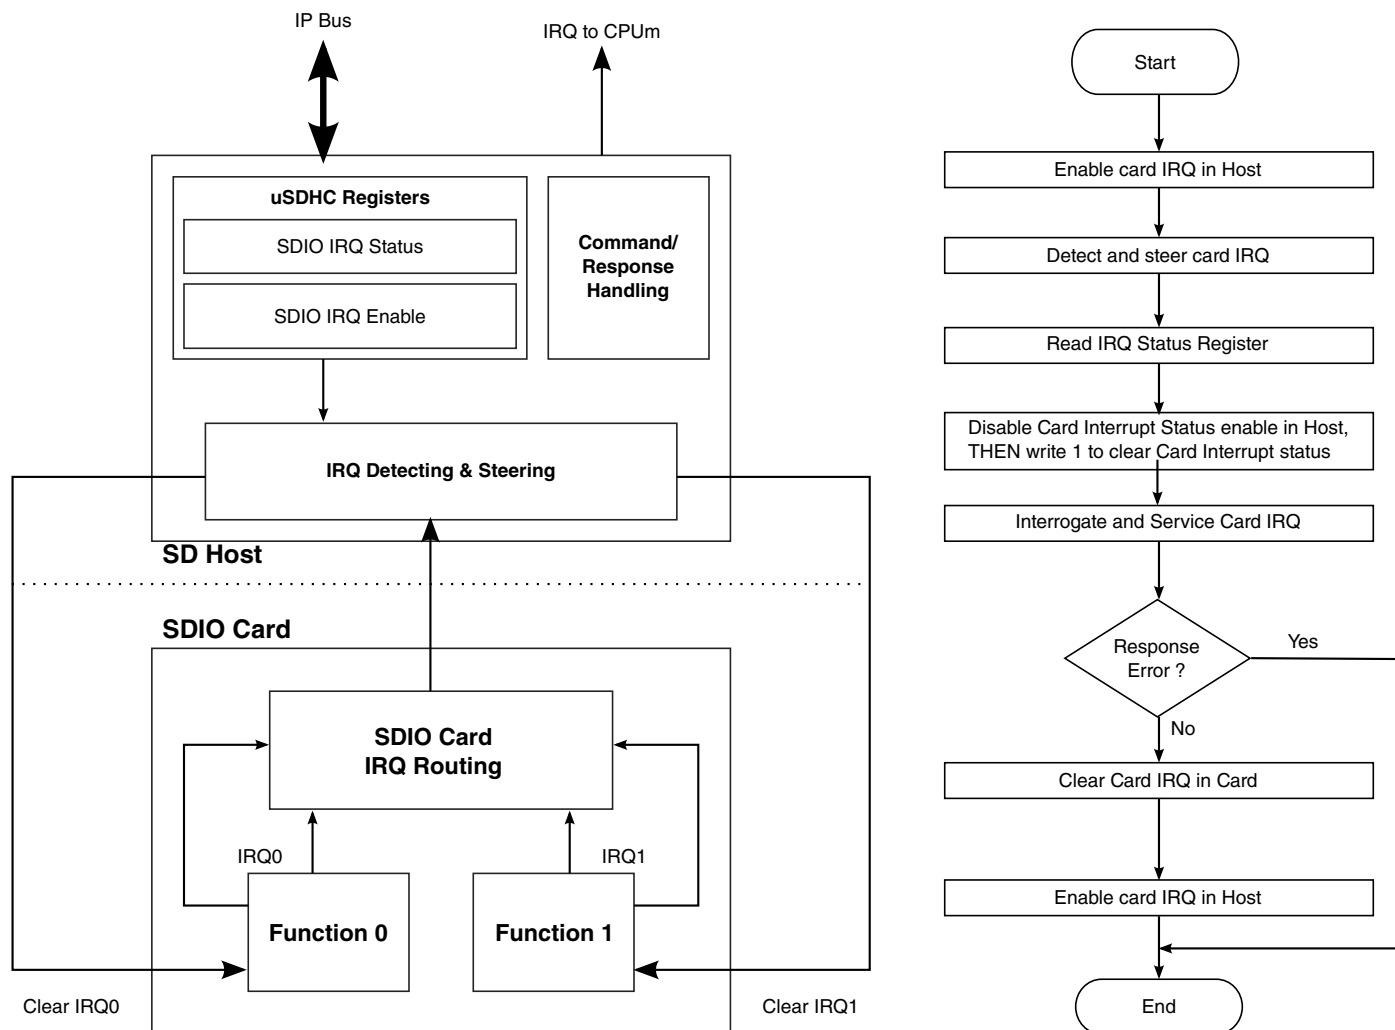 IP Bus
IRQ to CPUm
uSDHC Registers
SDIO IRQ Status
SDIO IRQ Enable
Command/
Response
Handling
IRQ Detecting & Steering
SD Host
SDIO Card
SDIO Card
IRQ Routing
IRQ0
IRQ1
Function 0
Function 1
Clear IRQ0
Clear IRQ1
Start
Enable card IRQ in Host
Detect and steer card IRQ
Read IRQ Status Register
Disable Card Interrupt Status enable in Host,
THEN write 1 to clear Card Interrupt status
Interrogate and Service Card IRQ
Response
Error ?
Yes
No
Clear Card IRQ in Card
Enable card IRQ in Host
End